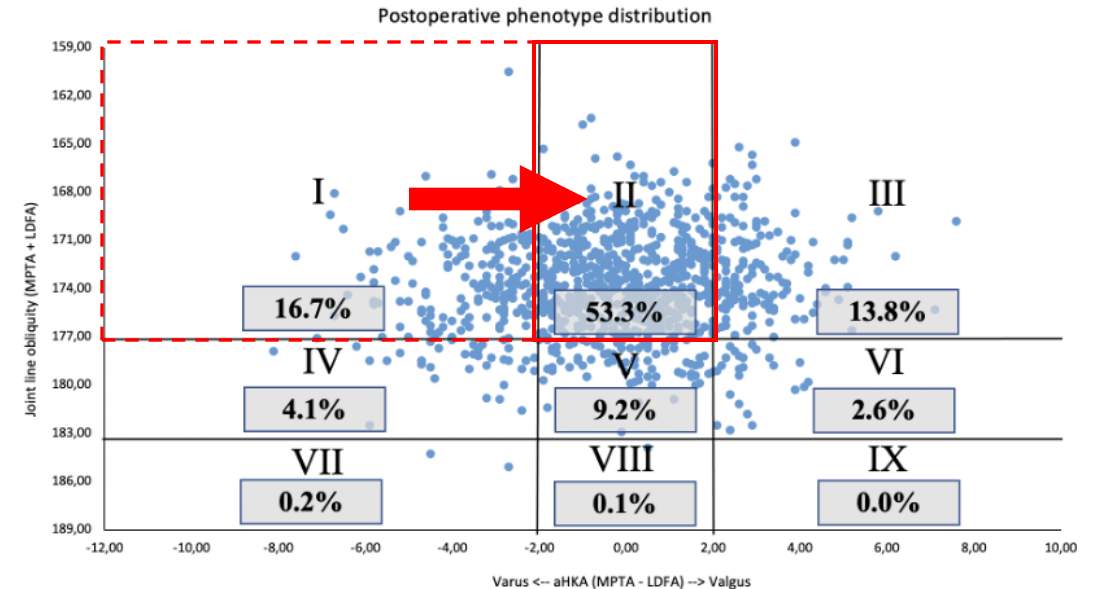 Postoperative phenotype distribution
Joint line obliquity (MPTA + LDFA)
159,00
162,00
165,00
168,00
171,00
174,00
177,00
180,00
183,00
186,00
189,00
I II III
16.7% 53.3% 13.8%
IV V VI
4.1% 9.2% 2.6%
VII VIII IX
0.2% 0.1% 0.0%
-12,00 -10,00 -8,00 -6,00 -4,00 -2,00 0,00 2,00 4,00 6,00 8,00 10,00
Varus <-- aHKA (MPTA - LDFA) --> Valgus